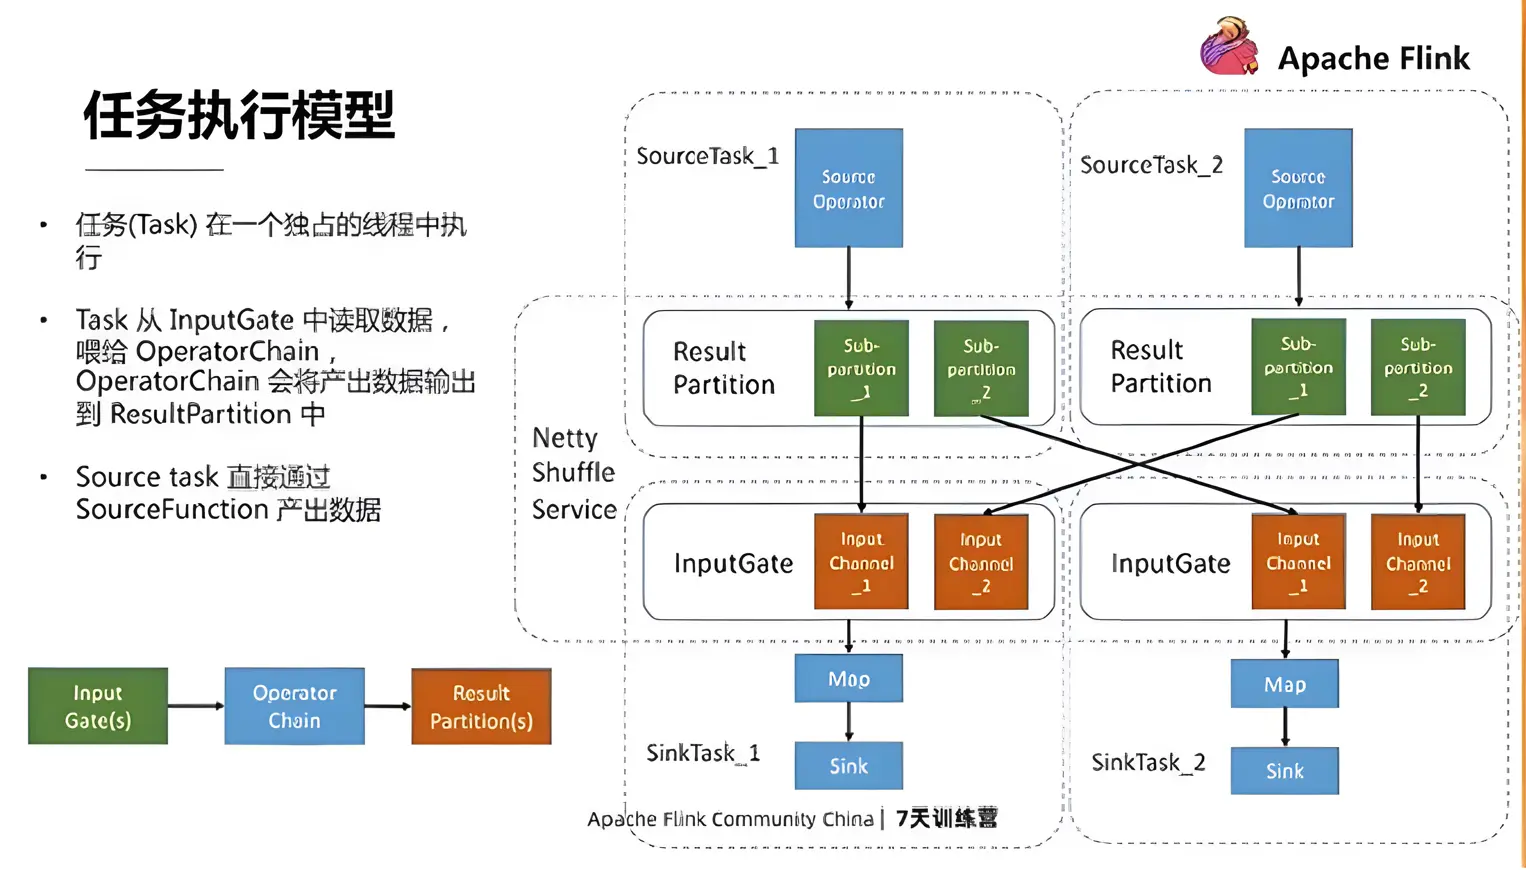 Apache Flink
任务执行模型
任务(Task) 在一个独占的线程中执
行
Task 从 InputGate 中读取数据，
喂给 OperatorChain，
OperatorChain 会将产出数据输出
到 ResultPartition 中
Source task 直接通过
SourceFunction 产出数据
Input
Gate(s)
Operator
Chain
Result
Partition(s)
SourceTask_1
Source
Operator
SourceTask_2
Source
Operator
Result
Partition
Sub-
partition
_1
Sub-
partition
_2
Result
Partition
Sub-
partition
_1
Sub-
partition
_2
Netty
Shuffle
Service
InputGate
Input
Channel
_1
Input
Channel
_2
InputGate
Input
Channel
_1
Input
Channel
_2
Map
Map
SinkTask_1
Sink
SinkTask_2
Sink
Apache Flink Community China | 7天训练营